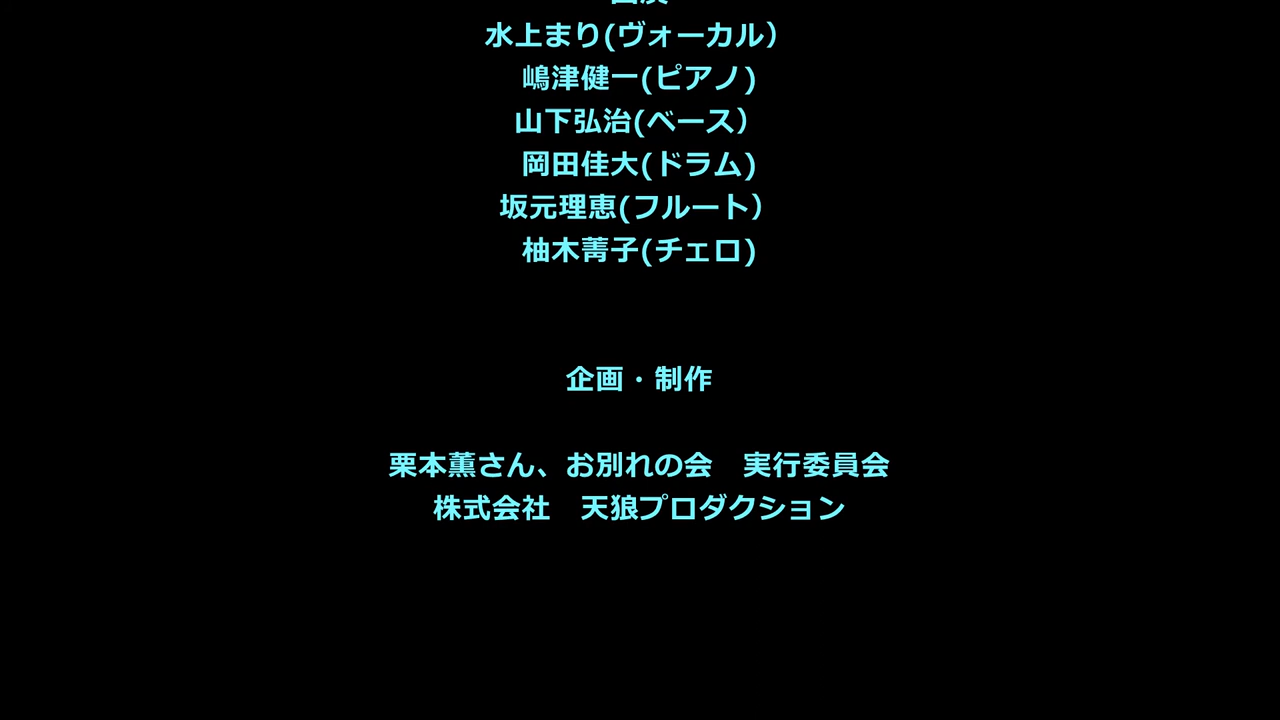 水上まり(ヴォーカル）
嶋津健一(ピアノ)
山下弘治(ベース）
岡田佳大(ドラム)
坂元理恵(フルート）
柚木菁子(チェロ)
企画・制作
栗本薫さん、お別れの会　実行委員会
株式会社　天狼プロダクション